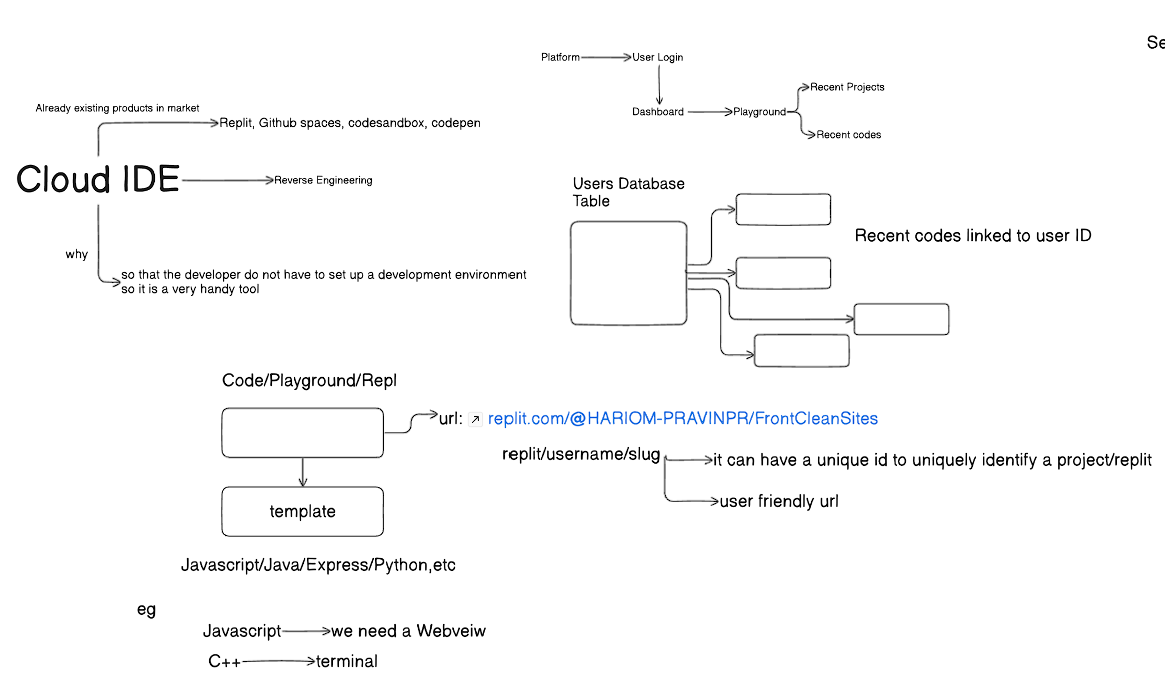 Se
Platform
User Login
Already existing products in market
Recent Projects
Replit, Github spaces, codesandbox, codepen
Dashboard
Playground
Recent codes
Cloud IDE
Reverse Engineering
Users Database
Table
Recent codes linked to user ID
why
so that the developer do not have to set up a development environment
so it is a very handy tool
Code/Playground/Repl
url: replit.com/@HARIOM-PRAVINPR/FrontCleanSites
replit/username/slug
it can have a unique id to uniquely identify a project/replit
user friendly url
template
Javascript/Java/Express/Python,etc
eg
Javascript
we need a Webveiw
C++
terminal